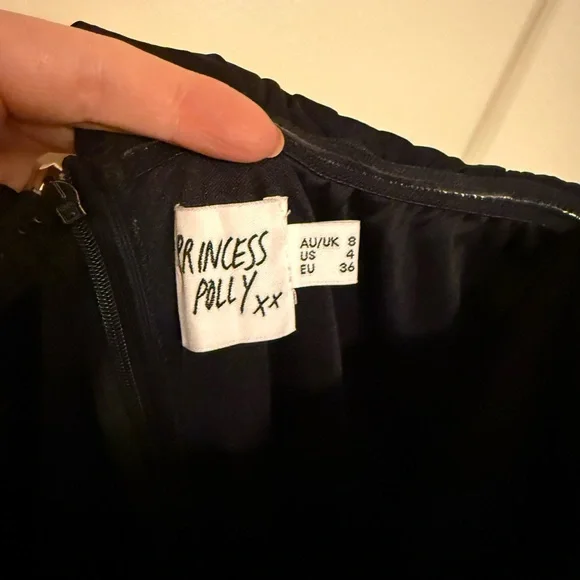 PRINCESS
POLLY xx
AU/UK 8
US 4
EU 36